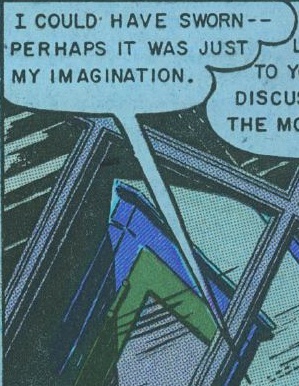 I COULD HAVE SWORN--
PERHAPS IT WAS JUST
MY IMAGINATION.
TO
DISCUS
THE MO